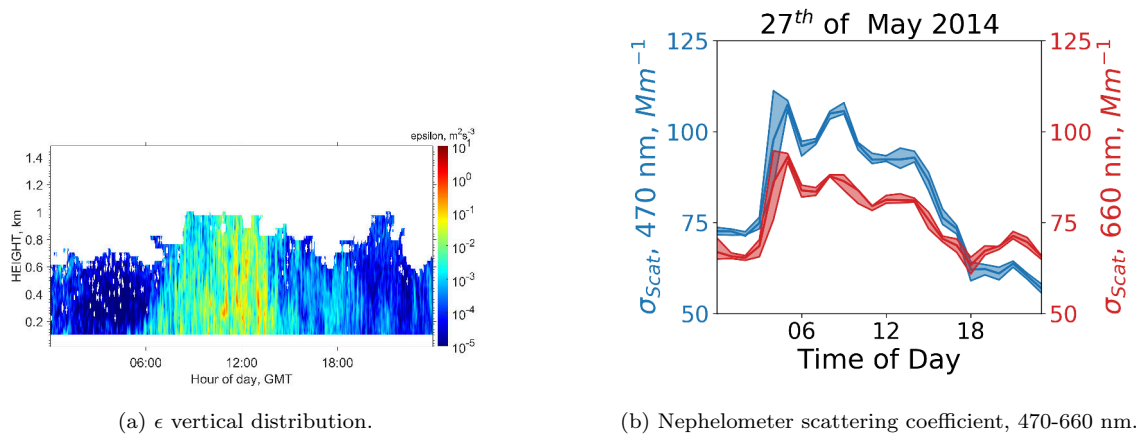 27th of May 2014
epsilon, m²s⁻³
10¹
10⁰
10⁻¹
10⁻²
10⁻³
10⁻⁴
10⁻⁵
HEIGHT, km
1.4
1.2
1
0.8
0.6
0.4
0.2
06:00 12:00 18:00
Hour of day, GMT
σScat, 470 nm, Mm⁻¹
125
100
75
50
06 12 18
Time of Day
125
100
75
50
σScat, 660 nm, Mm⁻¹
(a) ϵ vertical distribution.
(b) Nephelometer scattering coefficient, 470-660 nm.